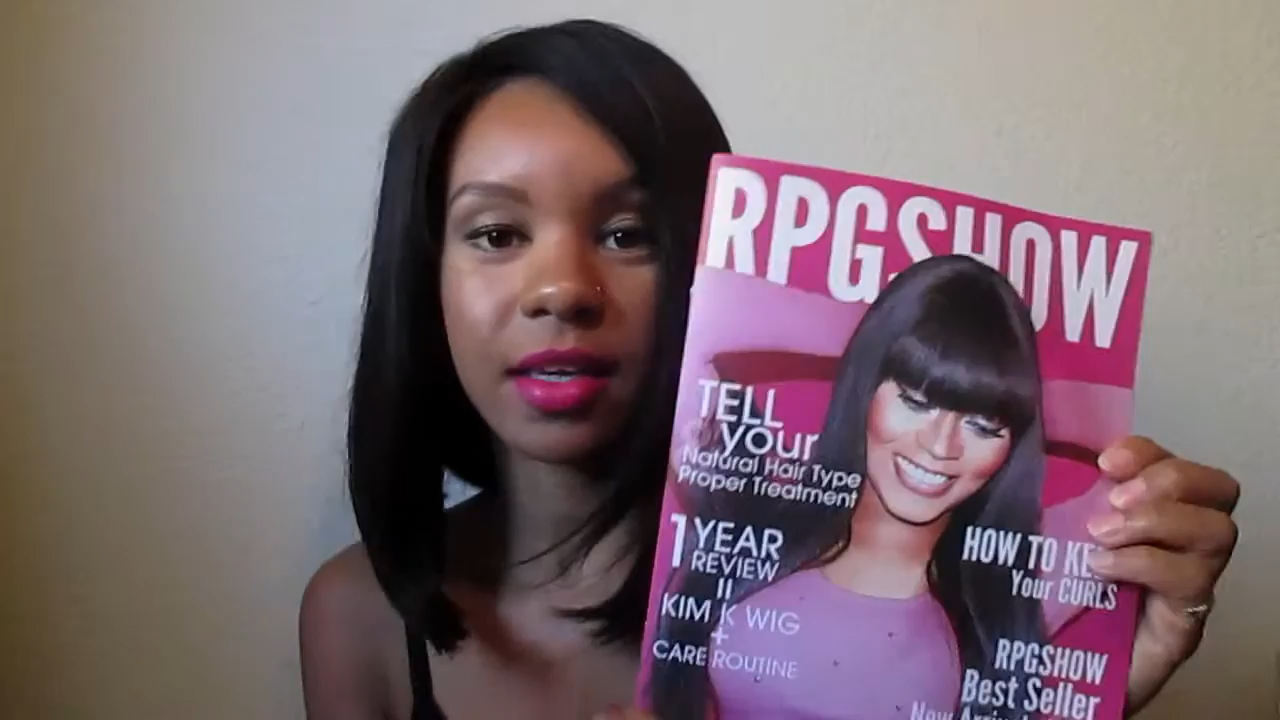 RPGSHOW
TELL
your
Natural Hair Type
Proper Treatment
1 YEAR
REVIEW
KIM K WIG
+
CARE ROUTINE
HOW TO
Your CURLS
RPGSHOW
Best Seller
New